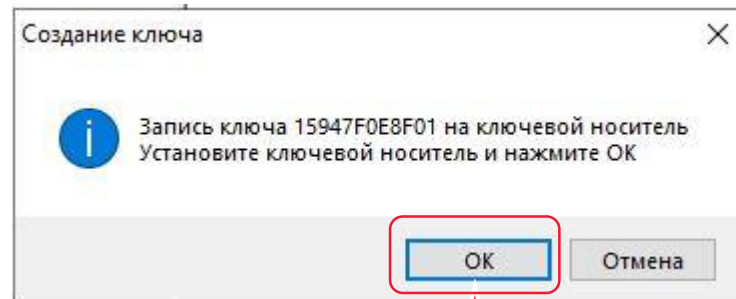 Создание ключа
Запись ключа 15947F0E8F01 на ключевой носитель
Установите ключевой носитель и нажмите ОК
ОК
Отмена